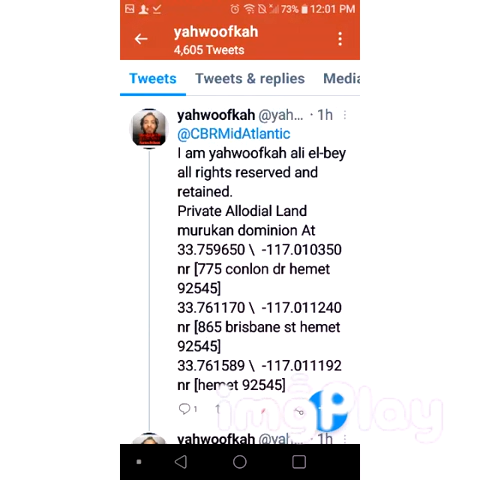 73% 12:01 PM
yahwoofkah
4,605 Tweets
Tweets Tweets & replies Media
yahwoofkah @yah... · 1h
@CBRMidAtlantic
I am yahwoofkah ali el-bey
all rights reserved and
retained.
Private Allodial Land
murukan dominion At
33.759650 \ -117.010350
nr [775 conlon dr hemet
92545]
33.761170 \ -117.011240
nr [865 brisbane st hemet
92545]
33.761589 \ -117.011192
nr [hemet 92545]
1
imgPlay
yahwoofkah @yah... · 1h